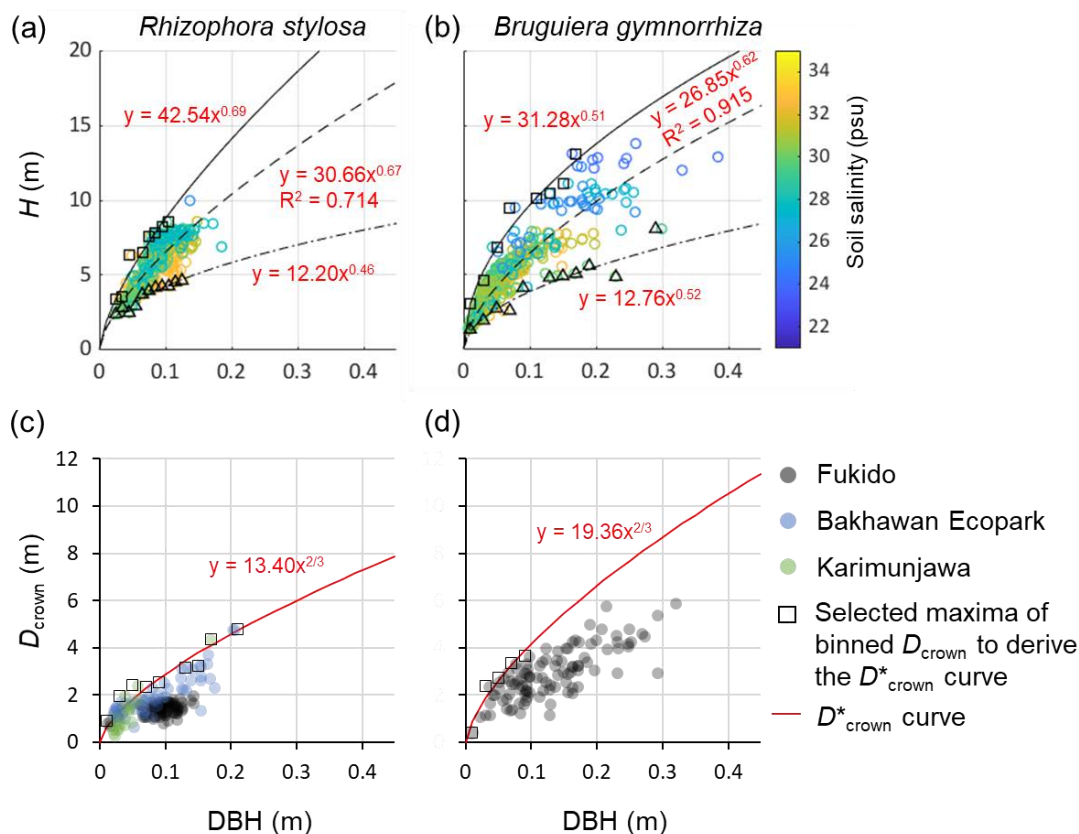 (a) Rhizophora stylosa
(b) Bruguiera gymnorrhiza
20
15
10
5
0
H (m)
y = 42.54x^0.69
y = 30.66x^0.67
R² = 0.714
y = 12.20x^0.46
0 0.1 0.2 0.3 0.4
y = 31.28x^0.51
y = 26.85x^0.62
R² = 0.915
y = 12.76x^0.52
0 0.1 0.2 0.3 0.4
34
32
30
28
26
24
22
Soil salinity (psu)
(c)
12
10
8
6
4
2
0
D_crown (m)
y = 13.40x^2/3
0 0.1 0.2 0.3 0.4
DBH (m)
(d)
12
10
8
6
4
2
0
y = 19.36x^2/3
0 0.1 0.2 0.3 0.4
DBH (m)
Fukido
Bakhawan Ecopark
Karimunjawa
Selected maxima of
binned D_crown to derive
the D*_crown curve
D*_crown curve